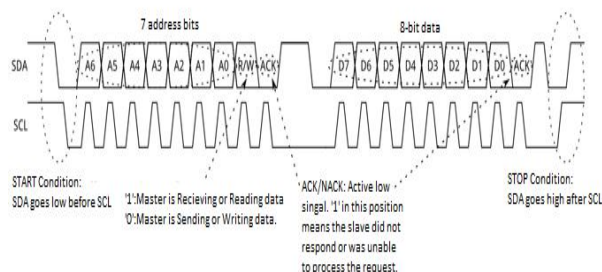 7 address bits
8-bit data
SDA
A6 A5 A4 A3 A2 A1 A0 R/W ACK
D7 D6 D5 D4 D3 D2 D1 D0 ACK
SCL
START Condition:
SDA goes low before SCL
'1':Master is Recieving or Reading data
'0':Master is Sending or Writing data.
ACK/NACK: Active low
singal. '1' in this position
means the slave did not
respond or was unable
to process the request.
STOP Condition:
SDA goes high after SCL